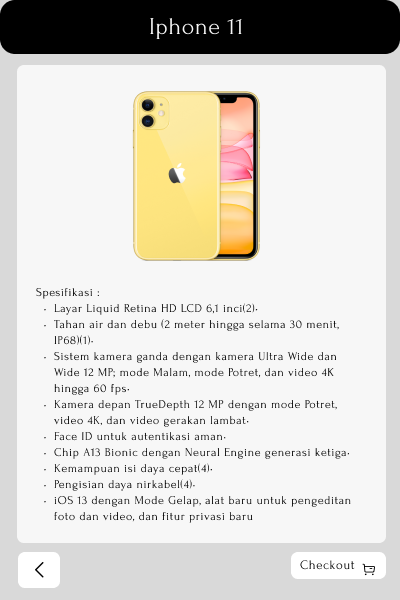 Iphone 11
Spesifikasi :
· Layar Liquid Retina HD LCD 6,1 inci(2)·
· Tahan air dan debu (2 meter hingga selama 30 menit,
IP68)(1)·
· Sistem kamera ganda dengan kamera Ultra Wide dan
Wide 12 MP; mode Malam, mode Potret, dan video 4K
hingga 60 fps·
· Kamera depan TrueDepth 12 MP dengan mode Potret,
video 4K, dan video gerakan lambat·
· Face ID untuk autentikasi aman·
· Chip A13 Bionic dengan Neural Engine generasi ketiga·
· Kemampuan isi daya cepat(4)·
· Pengisian daya nirkabel(4)·
· iOS 13 dengan Mode Gelap, alat baru untuk pengeditan
foto dan video, dan fitur privasi baru
Checkout